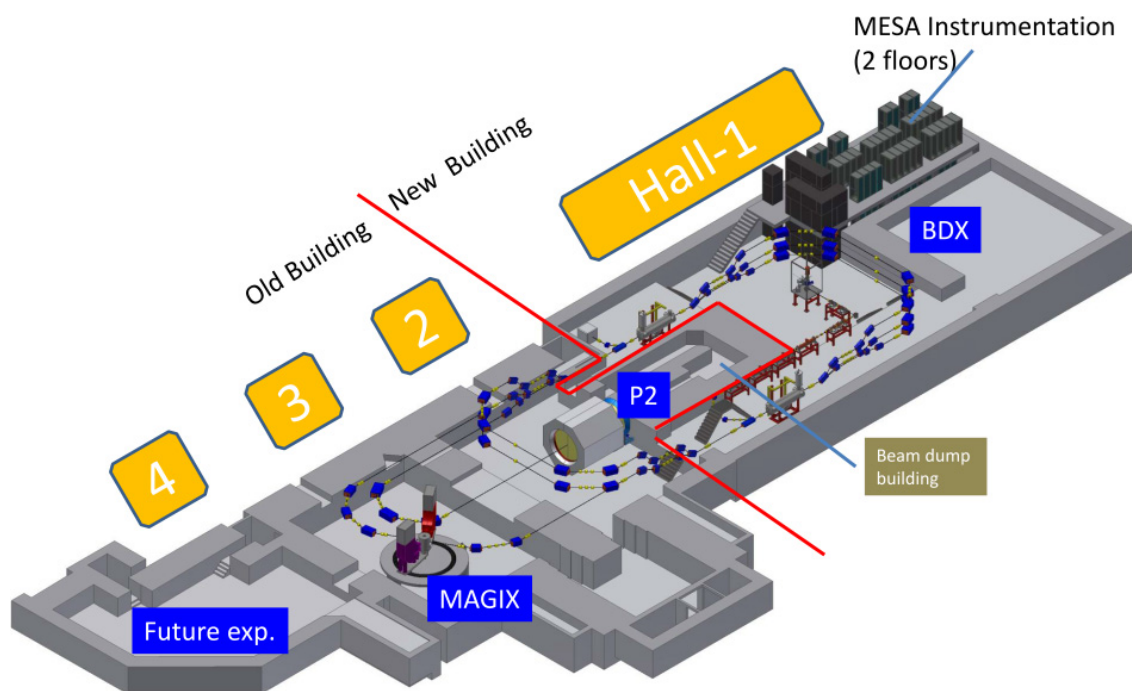 MESA Instrumentation
(2 floors)
Hall-1
New Building
Old Building
BDX
2
3
P2
4
Beam dump
building
MAGIX
Future exp.